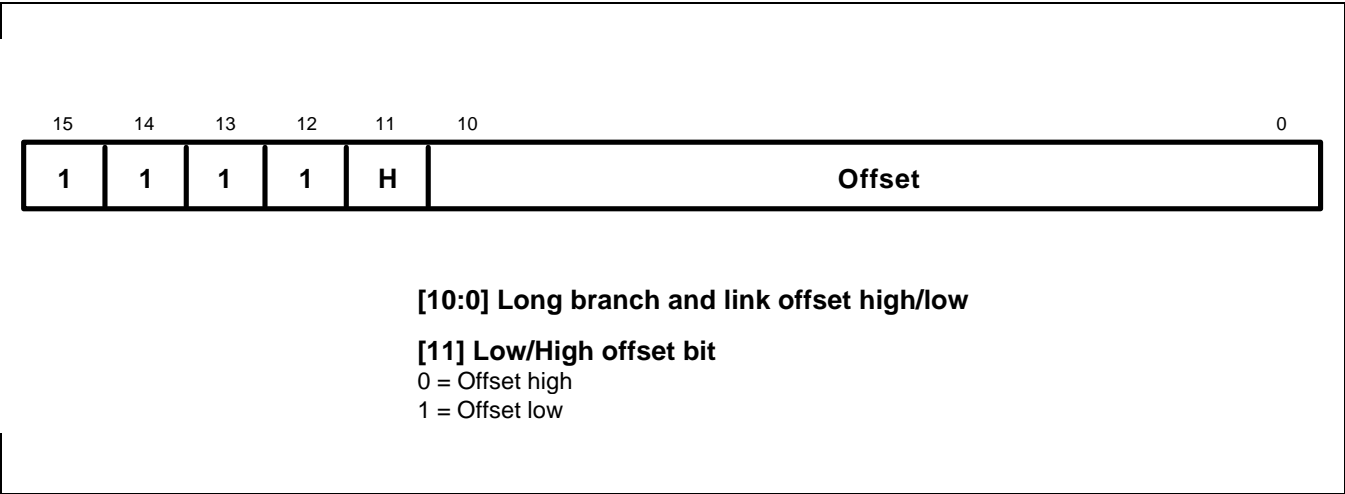 15 14 13 12 11 10 0
1 1 1 1 H Offset
[10:0] Long branch and link offset high/low
[11] Low/High offset bit
0 = Offset high
1 = Offset low